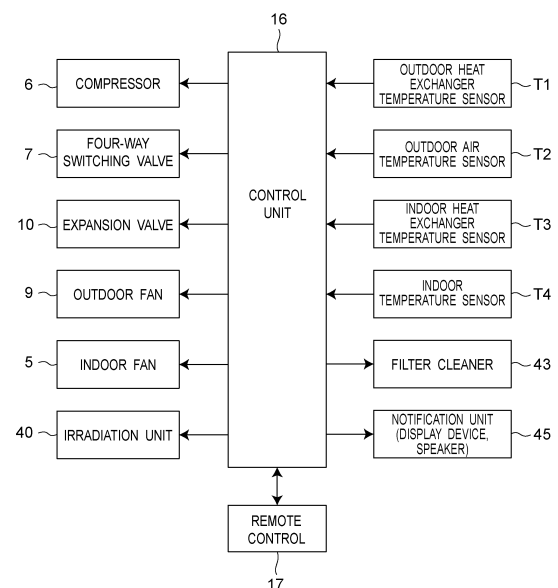 16
6
COMPRESSOR
7
FOUR-WAY
SWITCHING VALVE
10
EXPANSION VALVE
9
OUTDOOR FAN
5
INDOOR FAN
40
IRRADIATION UNIT
CONTROL
UNIT
OUTDOOR HEAT
EXCHANGER
TEMPERATURE SENSOR
T1
OUTDOOR AIR
TEMPERATURE SENSOR
T2
INDOOR HEAT
EXCHANGER
TEMPERATURE SENSOR
T3
INDOOR
TEMPERATURE SENSOR
T4
FILTER CLEANER
43
NOTIFICATION UNIT
(DISPLAY DEVICE,
SPEAKER)
45
REMOTE
CONTROL
17